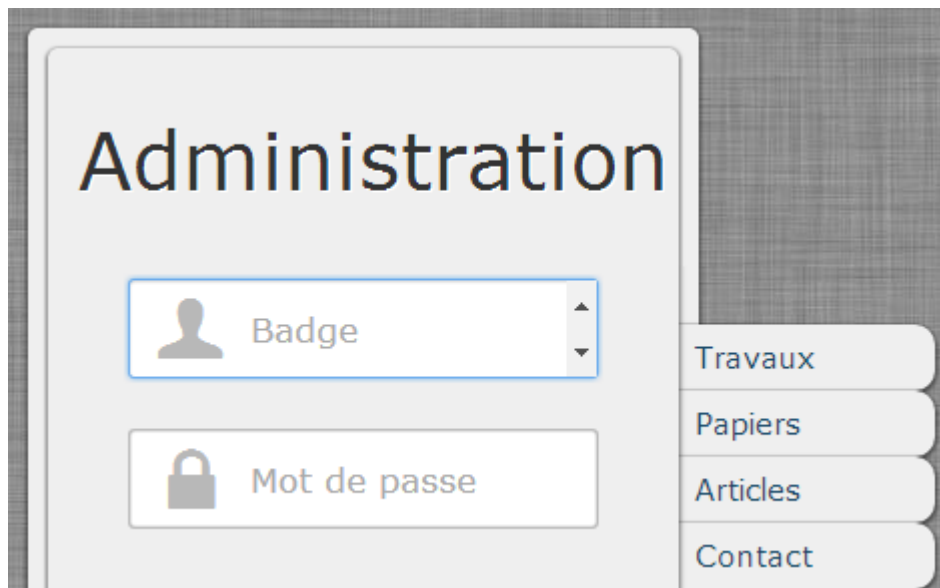 Administration
Badge
Mot de passe
Travaux
Papiers
Articles
Contact